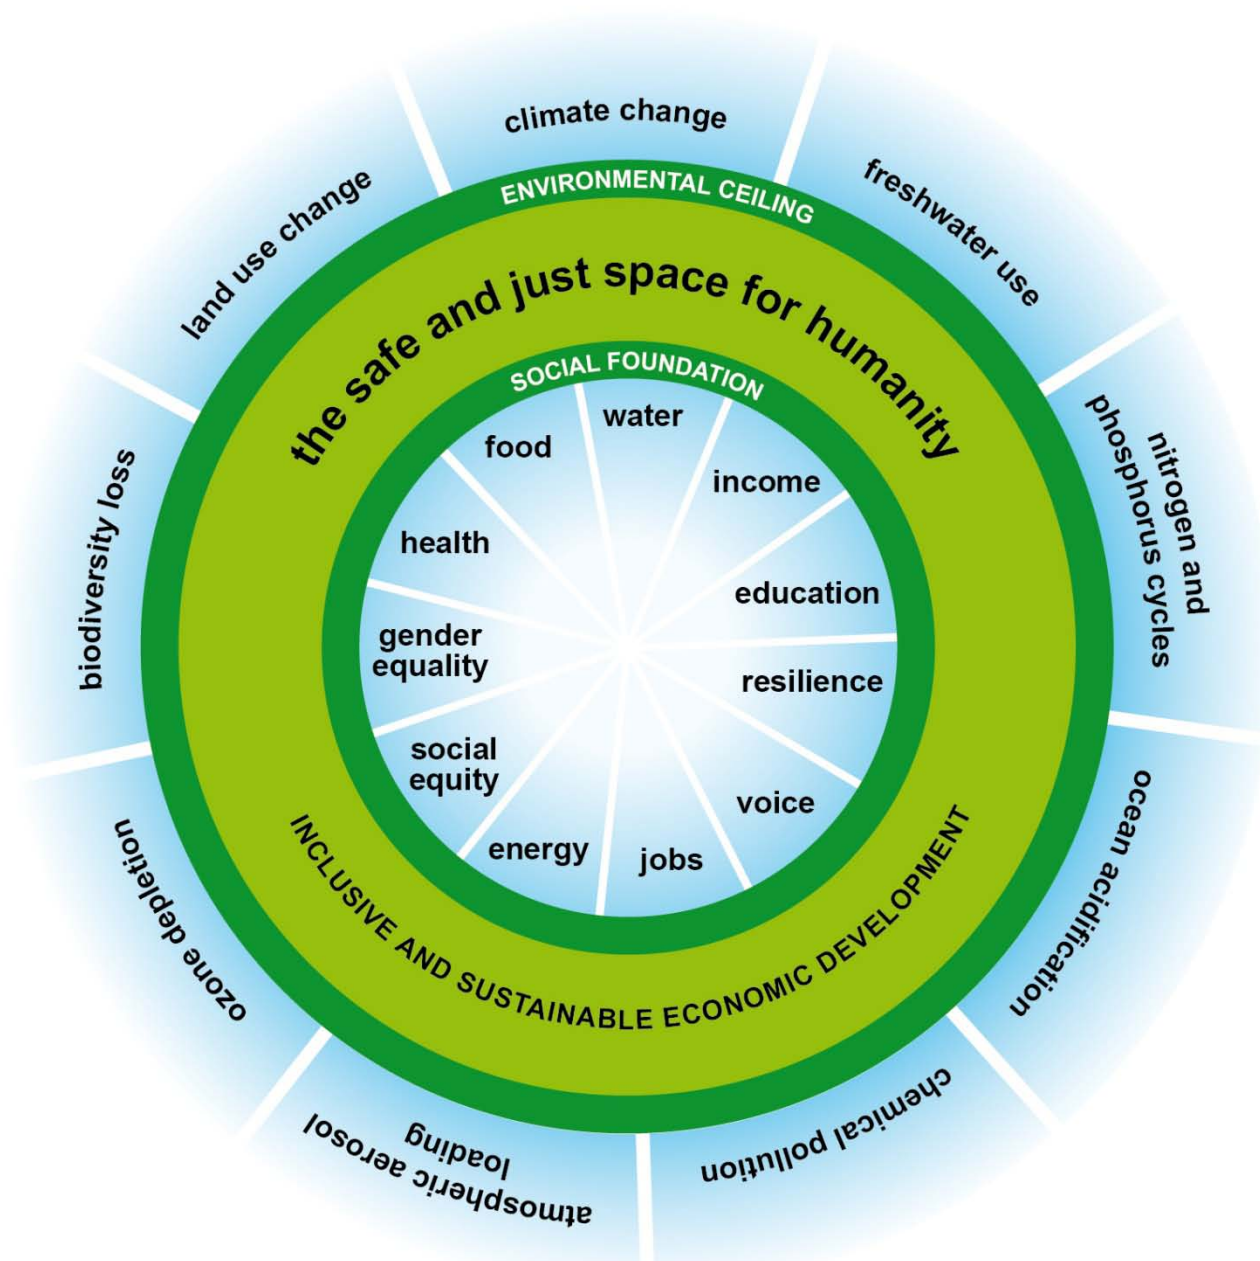 climate change
freshwater use
nitrogen and
phosphorus cycles
ocean acidification
chemical pollution
atmospheric aerosol
loading
ozone depletion
biodiversity loss
land use change
ENVIRONMENTAL CEILING
the safe and just space for humanity
SOCIAL FOUNDATION
water
income
education
resilience
voice
jobs
energy
social
equity
gender
equality
health
food
INCLUSIVE AND SUSTAINABLE ECONOMIC DEVELOPMENT